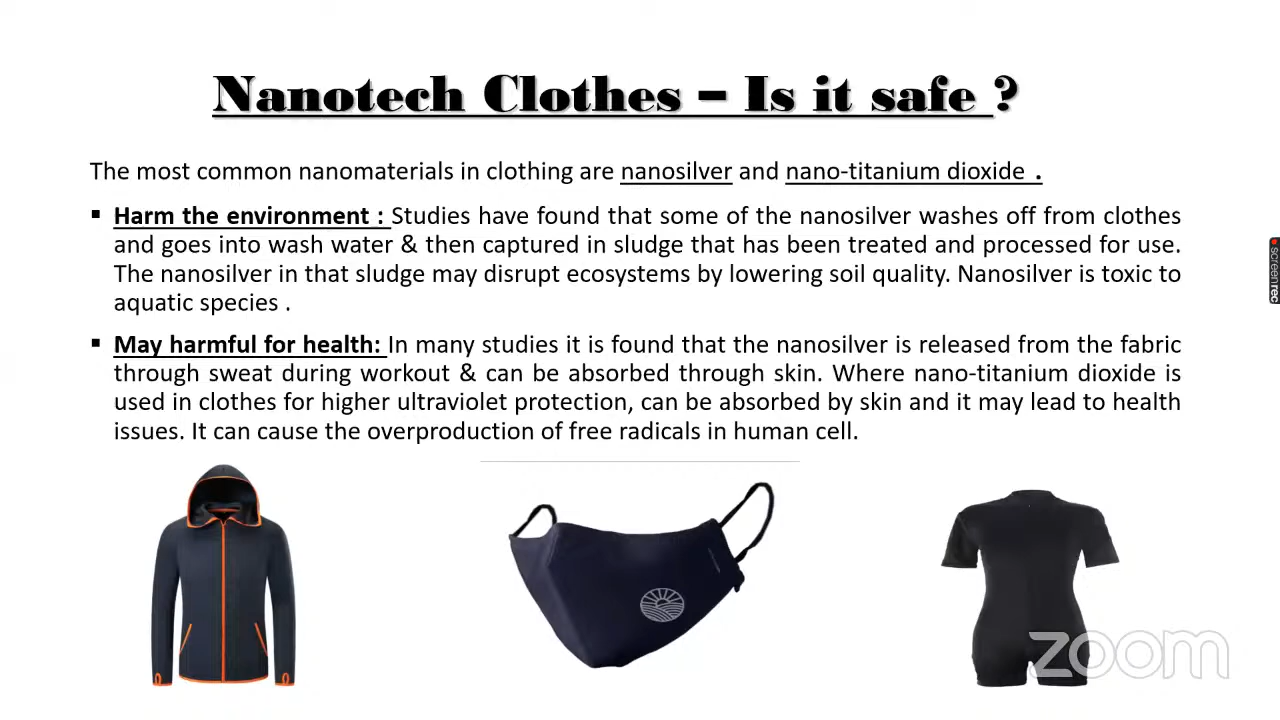 Nanotech Clothes – Is it safe ?
The most common nanomaterials in clothing are nanosilver and nano-titanium dioxide .
▪ Harm the environment : Studies have found that some of the nanosilver washes off from clothes
and goes into wash water & then captured in sludge that has been treated and processed for use.
The nanosilver in that sludge may disrupt ecosystems by lowering soil quality. Nanosilver is toxic to
aquatic species .
▪ May harmful for health: In many studies it is found that the nanosilver is released from the fabric
through sweat during workout & can be absorbed through skin. Where nano-titanium dioxide is
used in clothes for higher ultraviolet protection, can be absorbed by skin and it may lead to health
issues. It can cause the overproduction of free radicals in human cell.
screenrec
zoom